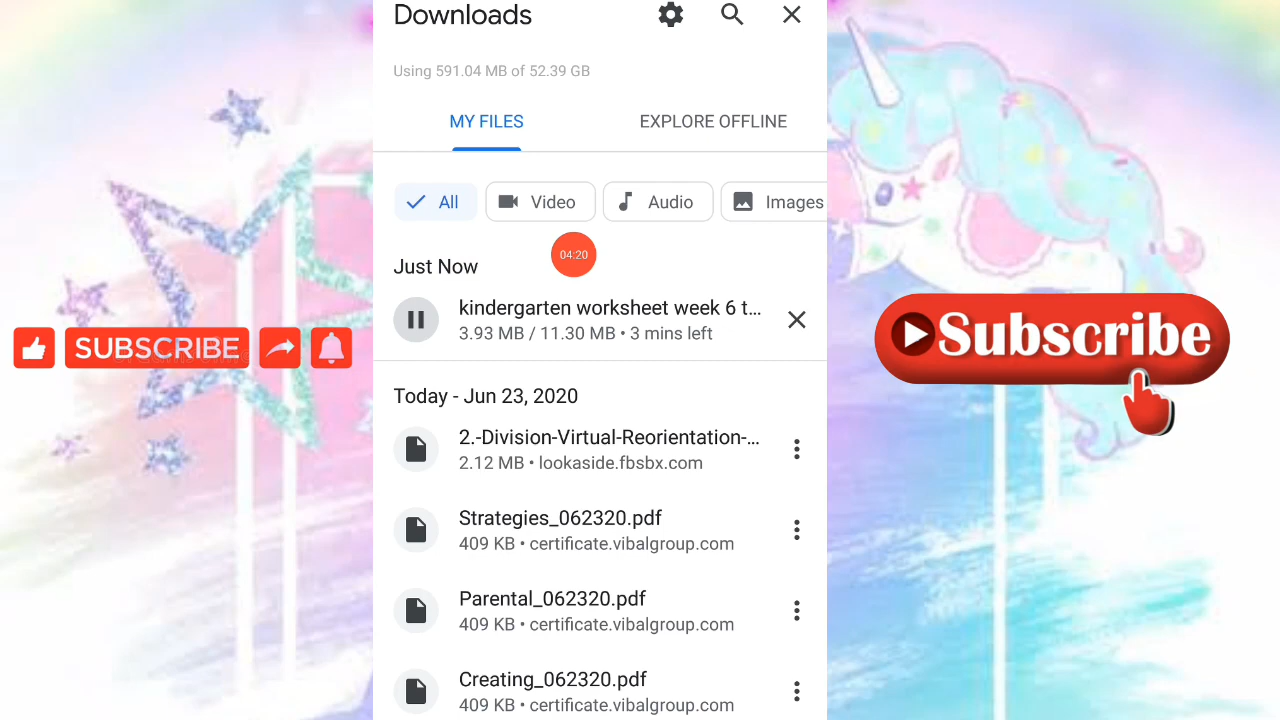 Downloads
Using 591.04 MB of 52.39 GB
MY FILES
EXPLORE OFFLINE
All
Video
Audio
Images
04:20
Just Now
kindergarten worksheet week 6 t...
3.93 MB / 11.30 MB • 3 mins left
SUBSCRIBE
Subscribe
Today - Jun 23, 2020
2.-Division-Virtual-Reorientation-...
2.12 MB • lookaside.fbsbx.com
Strategies_062320.pdf
409 KB • certificate.vibalgroup.com
Parental_062320.pdf
409 KB • certificate.vibalgroup.com
Creating_062320.pdf
409 KB • certificate.vibalgroup.com